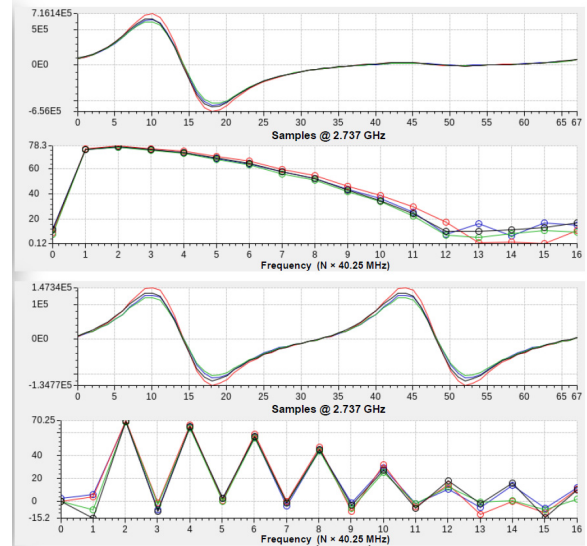 7.1614E5
5E5
0E0
-6.56E5
0 5 10 15 20 25 30 35 40 45 50 55 60 67
Samples @ 2.737 GHz
78.3
60
40
20
0.12
0 1 2 3 4 5 6 7 8 9 10 11 12 13 14 15 16
Frequency (N × 40.25 MHz)
1.4734E5
1E5
0E0
-1.3477E5
0 5 10 15 20 25 30 35 40 45 50 55 60 67
Samples @ 2.737 GHz
70.25
40
20
0
-15.2
0 1 2 3 4 5 6 7 8 9 10 11 12 13 14 15 16
Frequency (N × 40.25 MHz)